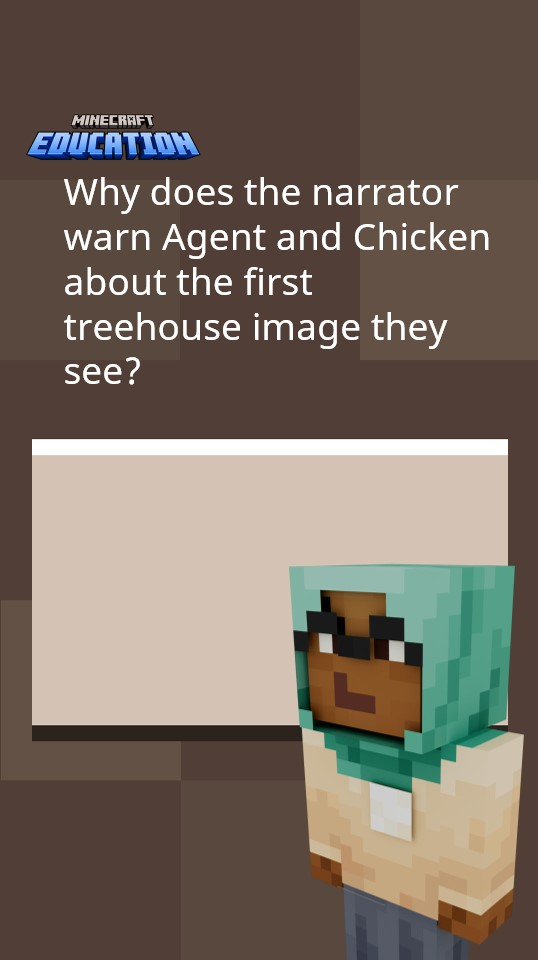 MINECRAFT
EDUCATION
Why does the narrator
warn Agent and Chicken
about the first
treehouse image they
see?